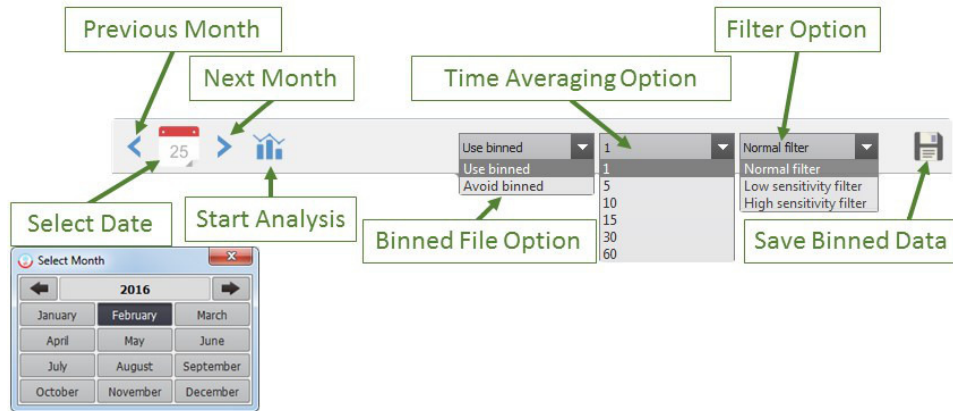 Previous Month
Filter Option
Next Month
Time Averaging Option
25
Use binned
1
Normal filter
Use binned
1
Normal filter
Avoid binned
5
Low sensitivity filter
10
High sensitivity filter
15
30
60
Select Date
Start Analysis
Binned File Option
Save Binned Data
Select Month
2016
January
February
March
April
May
June
July
August
September
October
November
December